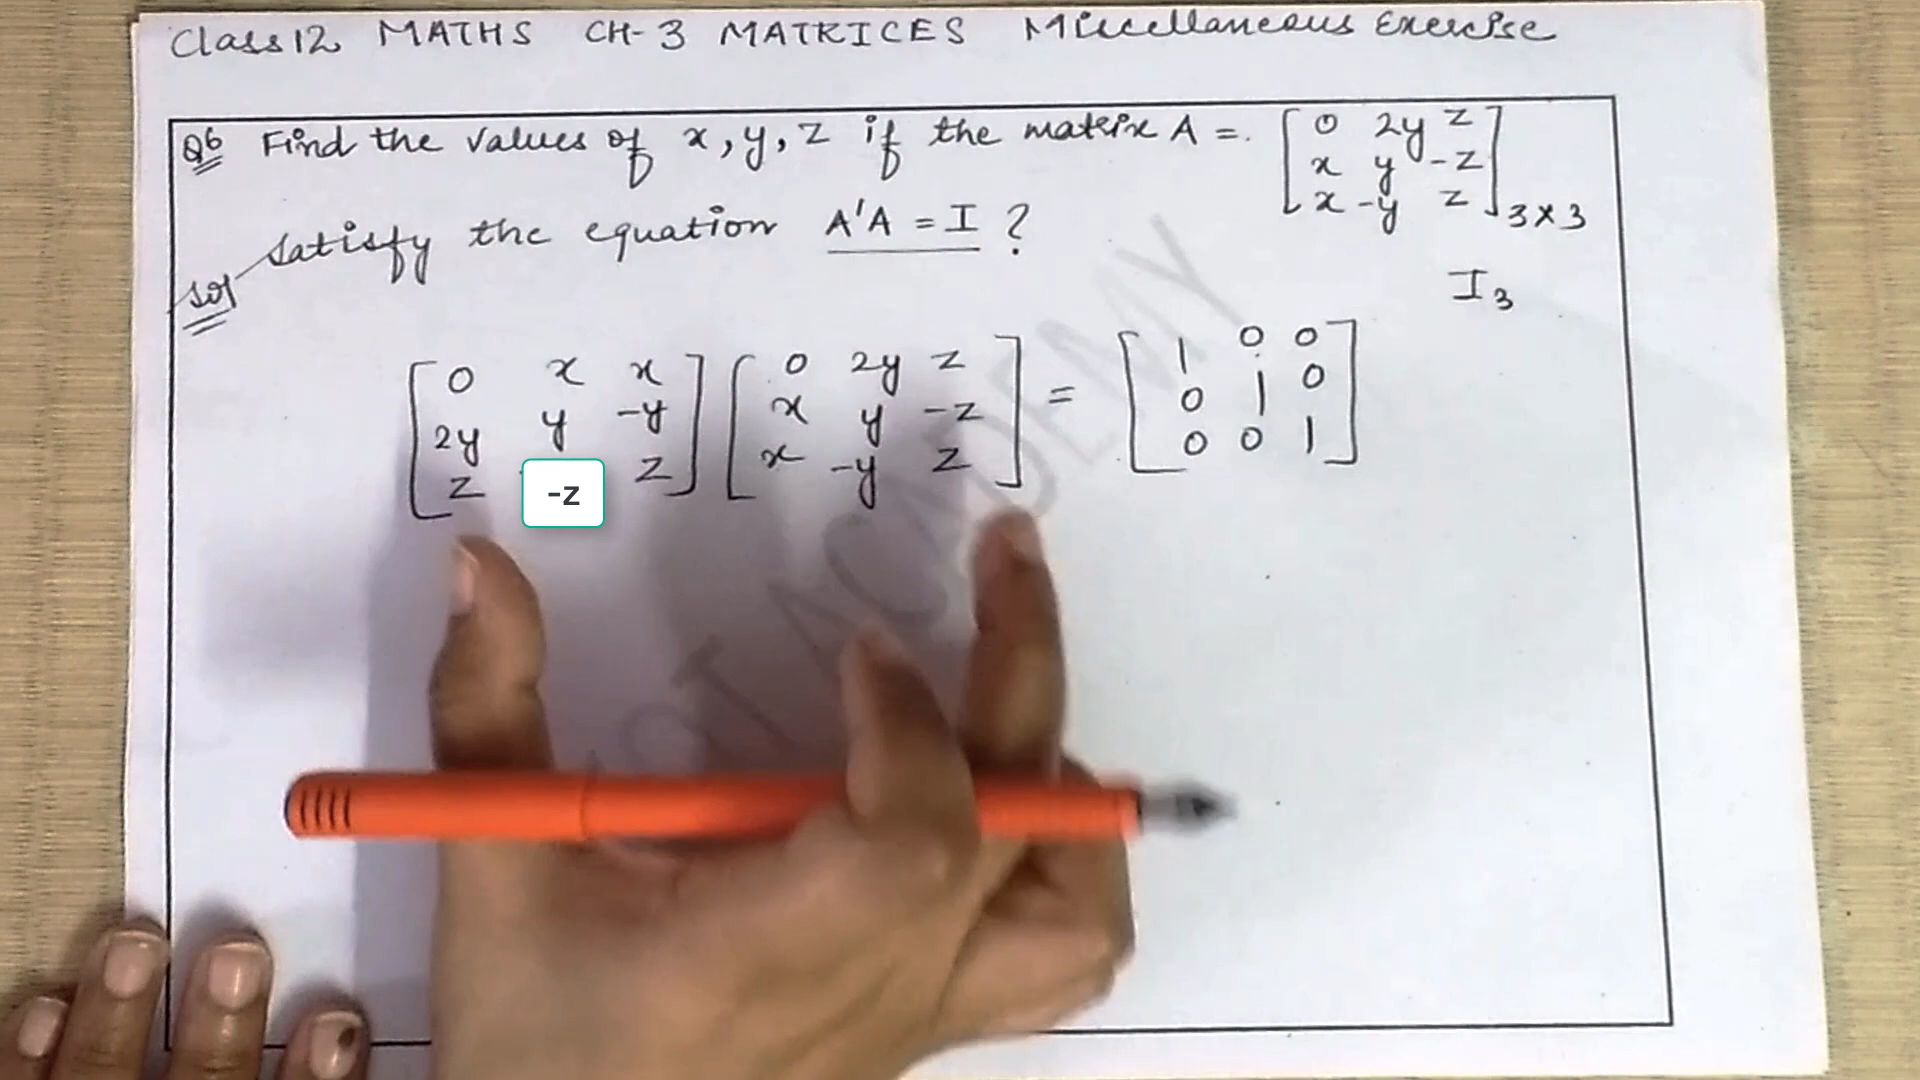 Class 12 MATHS CH-3 MATRICES Miscellaneous Exercise
Q6 Find the values of x, y, z if the matrix A = [0 2y z
x y -z
x -y z] 3×3
satisfy the equation A'A = I ?
Sol
I3
[0 x x] [0 2y z] = [1 0 0]
[2y y -y] [x y -z] [0 1 0]
[z -z z] [x -y z] [0 0 1]
ACADEMY